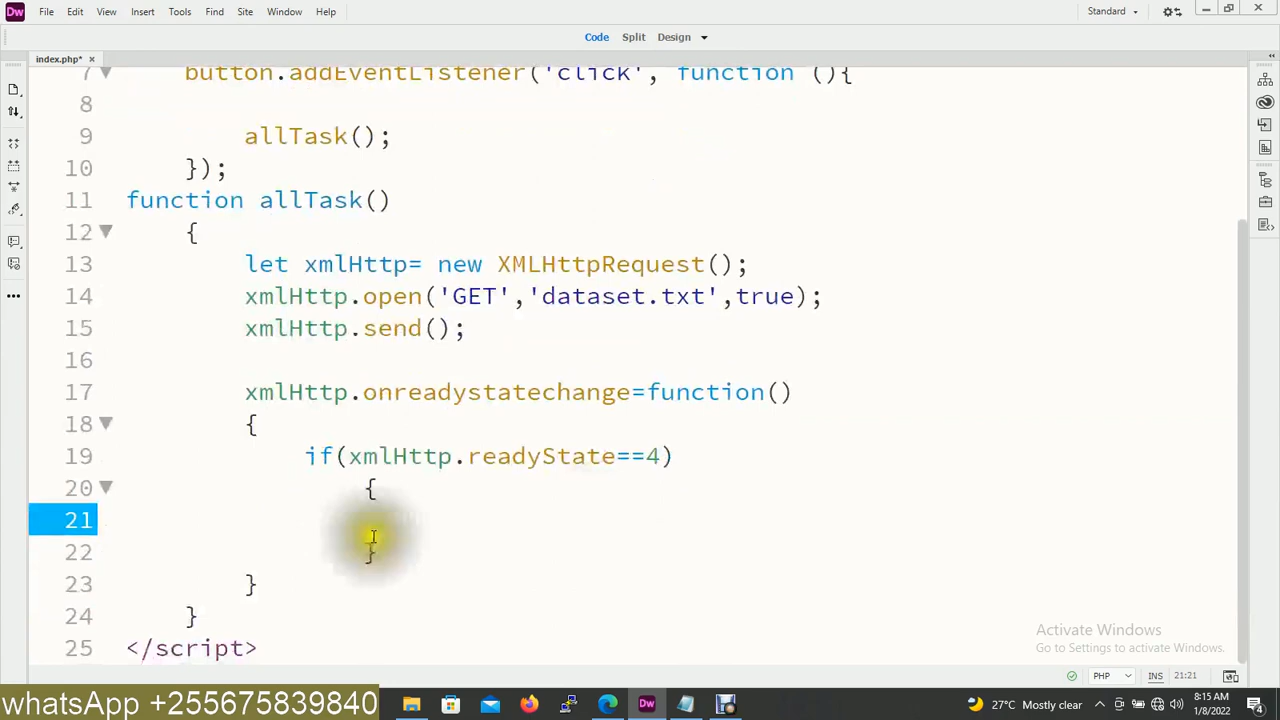 Dw File Edit View Insert Tools Find Site Window Help Standard
Code Split Design
index.php*
7 button.addEventListener('click', function (){
8
9 allTask();
10 });
11 function allTask()
12 {
13 let xmlHttp= new XMLHttpRequest();
14 xmlHttp.open('GET','dataset.txt',true);
15 xmlHttp.send();
16
17 xmlHttp.onreadystatechange=function()
18 {
19 if(xmlHttp.readyState==4)
20 {
21
22 }
23 }
24 }
25 </script>
Activate Windows
Go to Settings to activate Windows.
PHP INS 21:21
whatsApp +255675839840
Dw
27°C Mostly clear
8:15 AM
1/8/2022
4